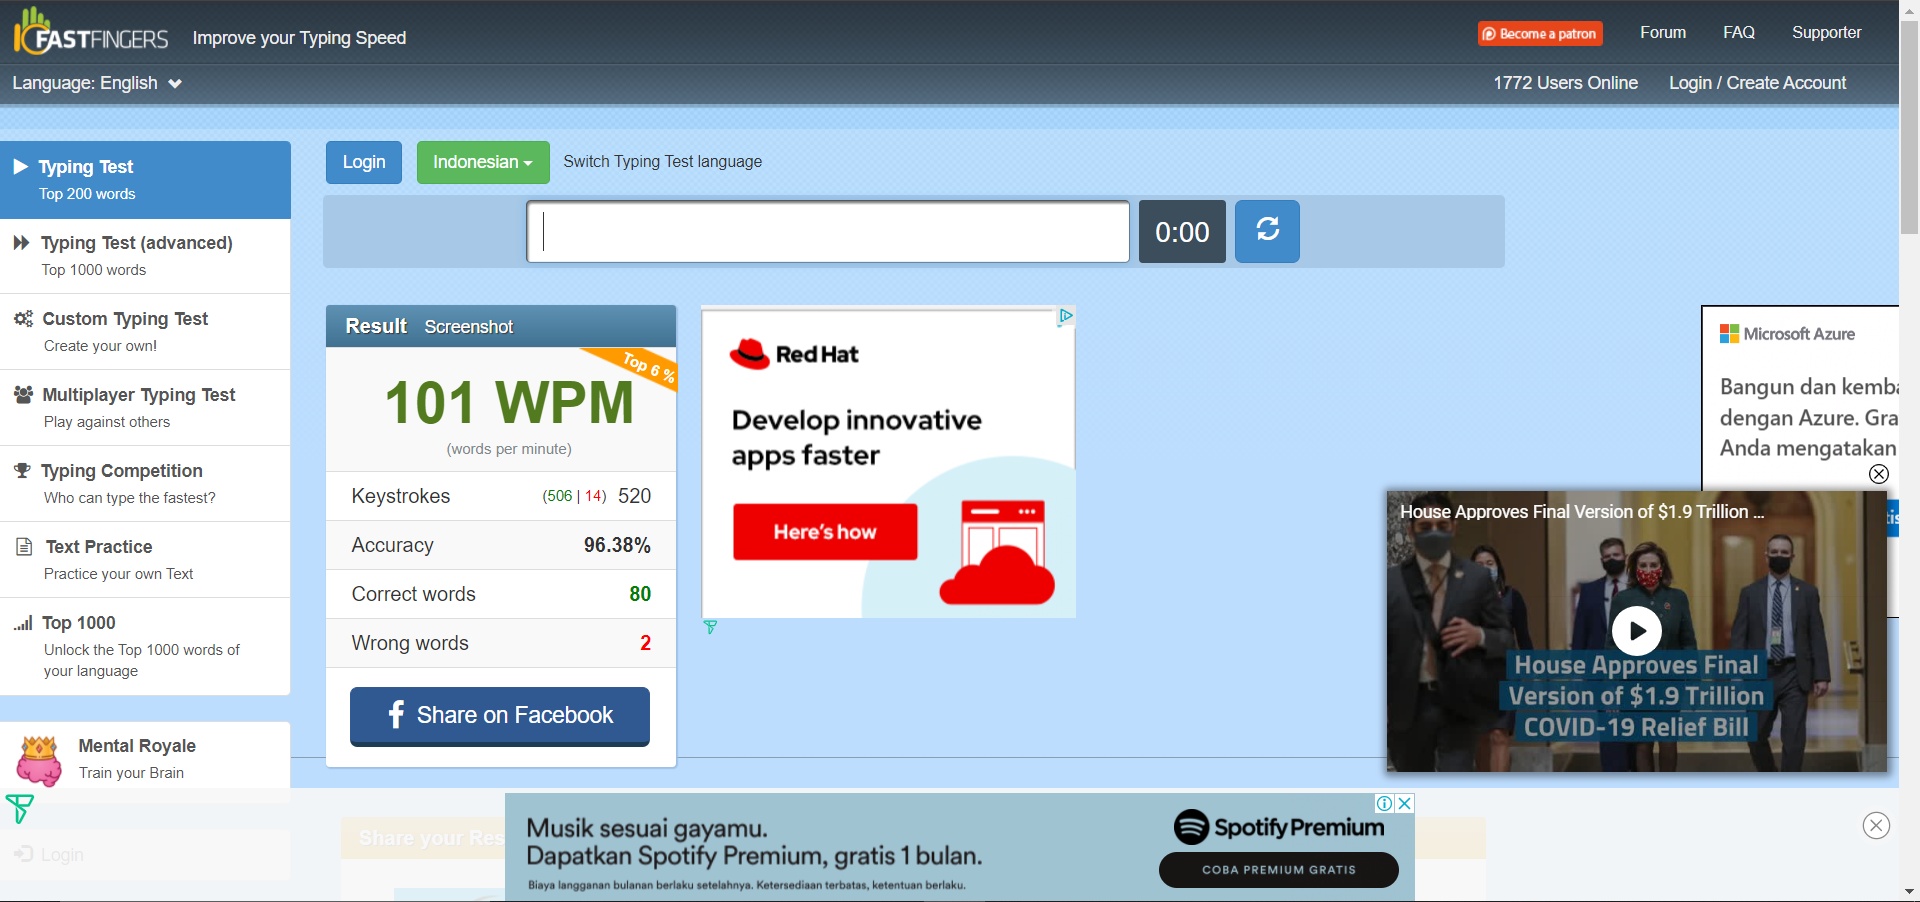 10FASTFINGERS
Improve your Typing Speed
Become a patron
Forum
FAQ
Supporter
Language: English
1772 Users Online
Login / Create Account
Typing Test
Top 200 words
Typing Test (advanced)
Top 1000 words
Custom Typing Test
Create your own!
Multiplayer Typing Test
Play against others
Typing Competition
Who can type the fastest?
Text Practice
Practice your own Text
Top 1000
Unlock the Top 1000 words of
your language
Mental Royale
Train your Brain
Login
Login
Indonesian
Switch Typing Test language
0:00
Result Screenshot
Top 6 %
101 WPM
(words per minute)
Keystrokes (506 | 14) 520
Accuracy 96.38%
Correct words 80
Wrong words 2
Share on Facebook
Red Hat
Develop innovative
apps faster
Here's how
Microsoft Azure
Bangun dan kemba
dengan Azure. Gra
Anda mengatakan
House Approves Final Version of $1.9 Trillion ...
House Approves Final
Version of $1.9 Trillion
COVID-19 Relief Bill
Share your Res
Musik sesuai gayamu.
Dapatkan Spotify Premium, gratis 1 bulan.
Biaya langganan bulanan berlaku setelahnya. Ketersediaan terbatas, ketentuan berlaku.
Spotify Premium
COBA PREMIUM GRATIS